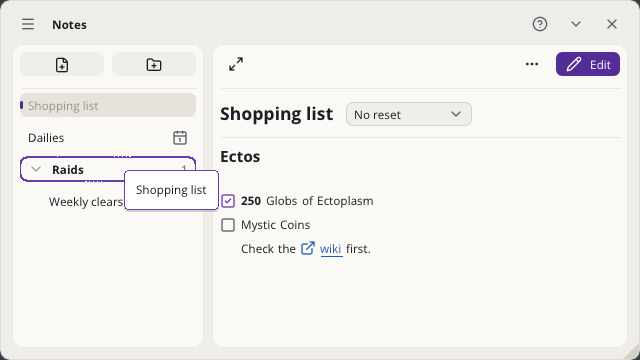 Notes
Edit
Shopping list
Shopping list
No reset
Dailies
Ectos
Raids
1
Shopping list
Weekly clears
250 Globs of Ectoplasm
Mystic Coins
Check the wiki first.